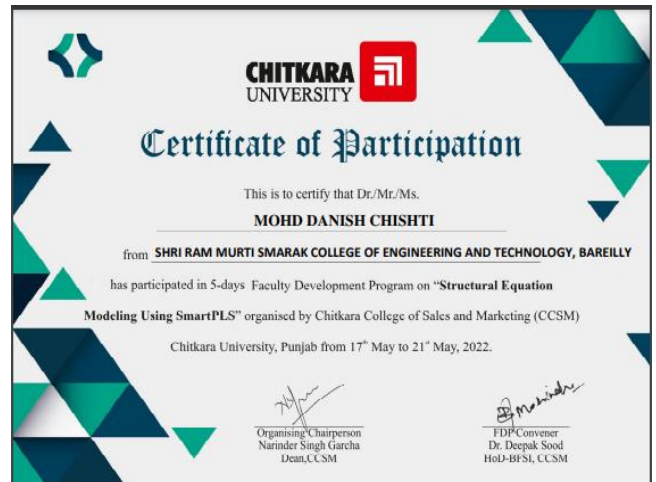 CHITKARA
UNIVERSITY
Certificate of Participation
This is to certify that Dr./Mr./Ms.
MOHD DANISH CHISHTI
from SHRI RAM MURTI SMARAK COLLEGE OF ENGINEERING AND TECHNOLOGY, BAREILLY
has participated in 5-days Faculty Development Program on “Structural Equation
Modeling Using SmartPLS” organised by Chitkara College of Sales and Marketing (CCSM)
Chitkara University, Punjab from 17th May to 21st May, 2022.
Organising Chairperson
Narinder Singh Garcha
Dean,CCSM
FDP Convener
Dr. Deepak Sood
HoD-BFSI, CCSM